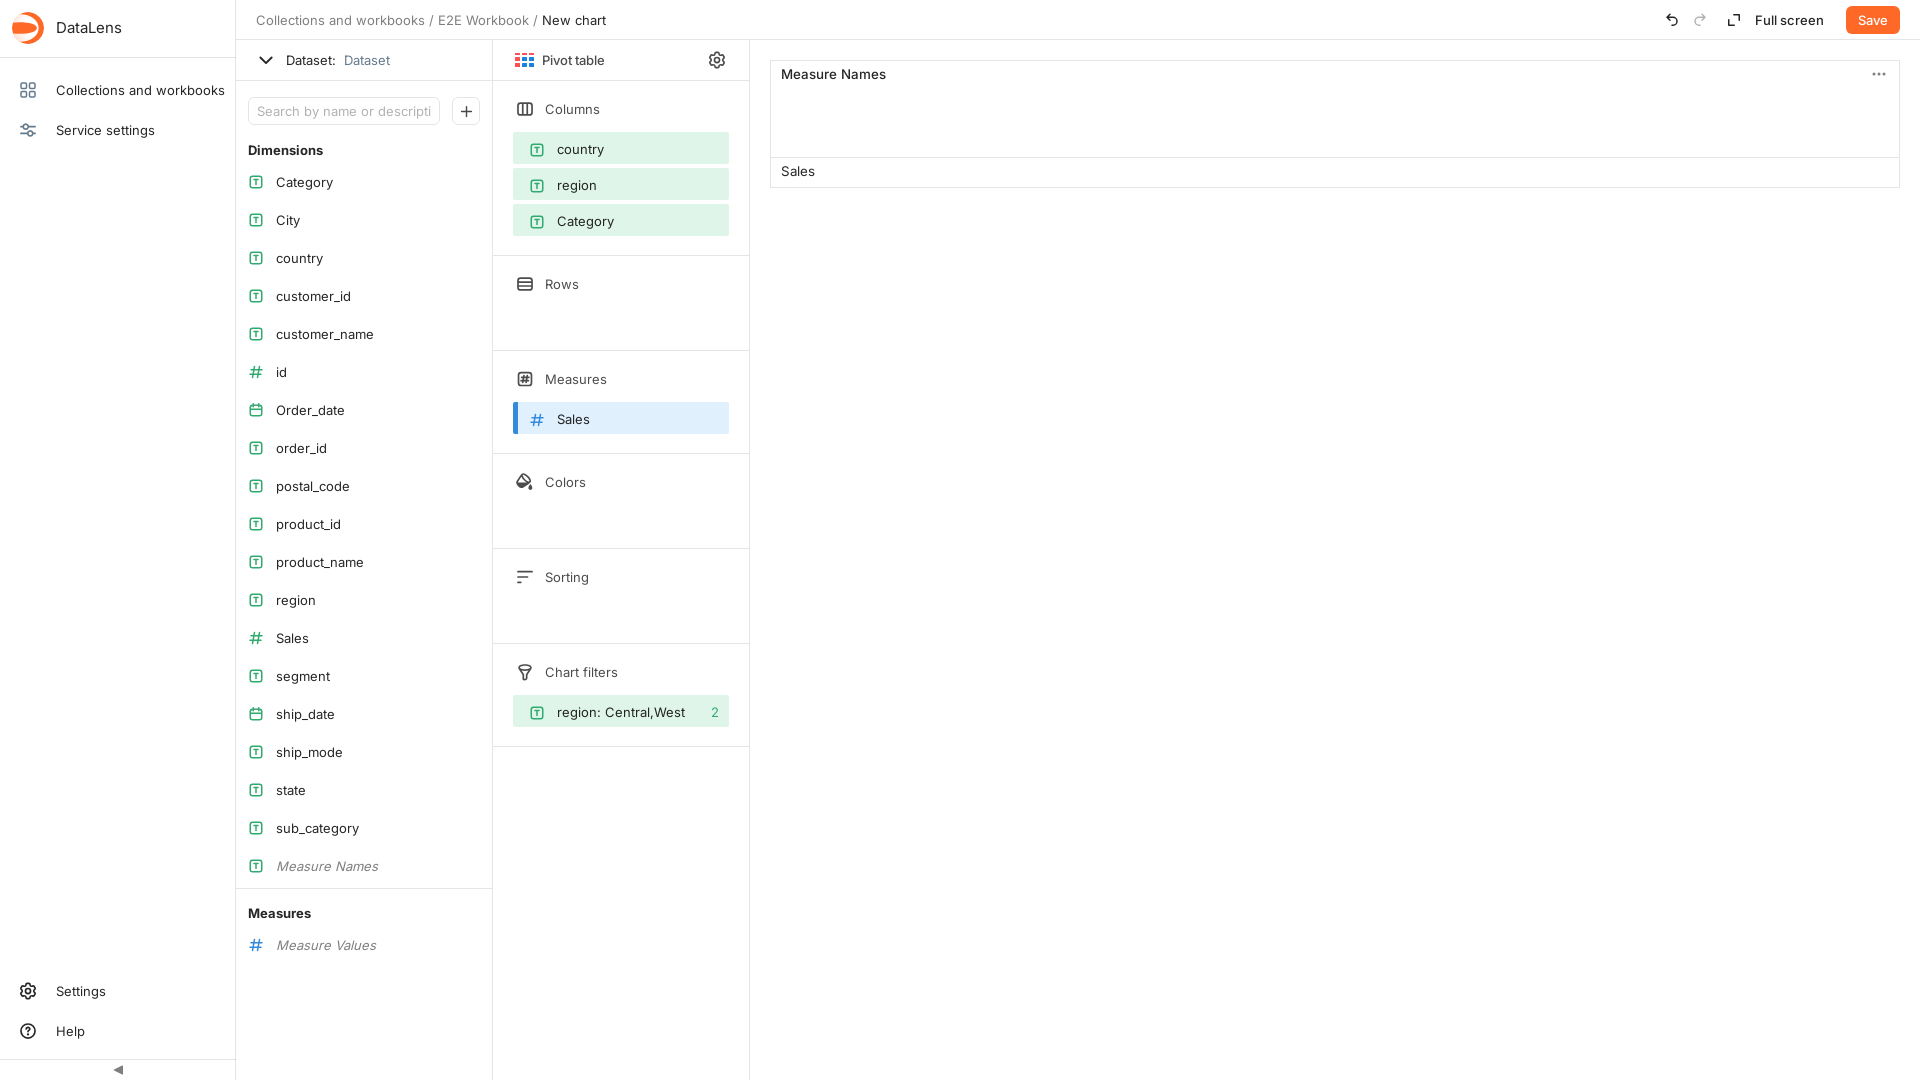 DataLens
Collections and workbooks
Service settings
Settings
Help
Collections and workbooks / E2E Workbook / New chart
Full screen
Save
Dataset: Dataset
Search by name or descripti
Dimensions
Category
City
country
customer_id
customer_name
id
Order_date
order_id
postal_code
product_id
product_name
region
Sales
segment
ship_date
ship_mode
state
sub_category
Measure Names
Measures
Measure Values
Pivot table
Columns
country
region
Category
Rows
Measures
Sales
Colors
Sorting
Chart filters
region: Central,West 2
Measure Names
Sales